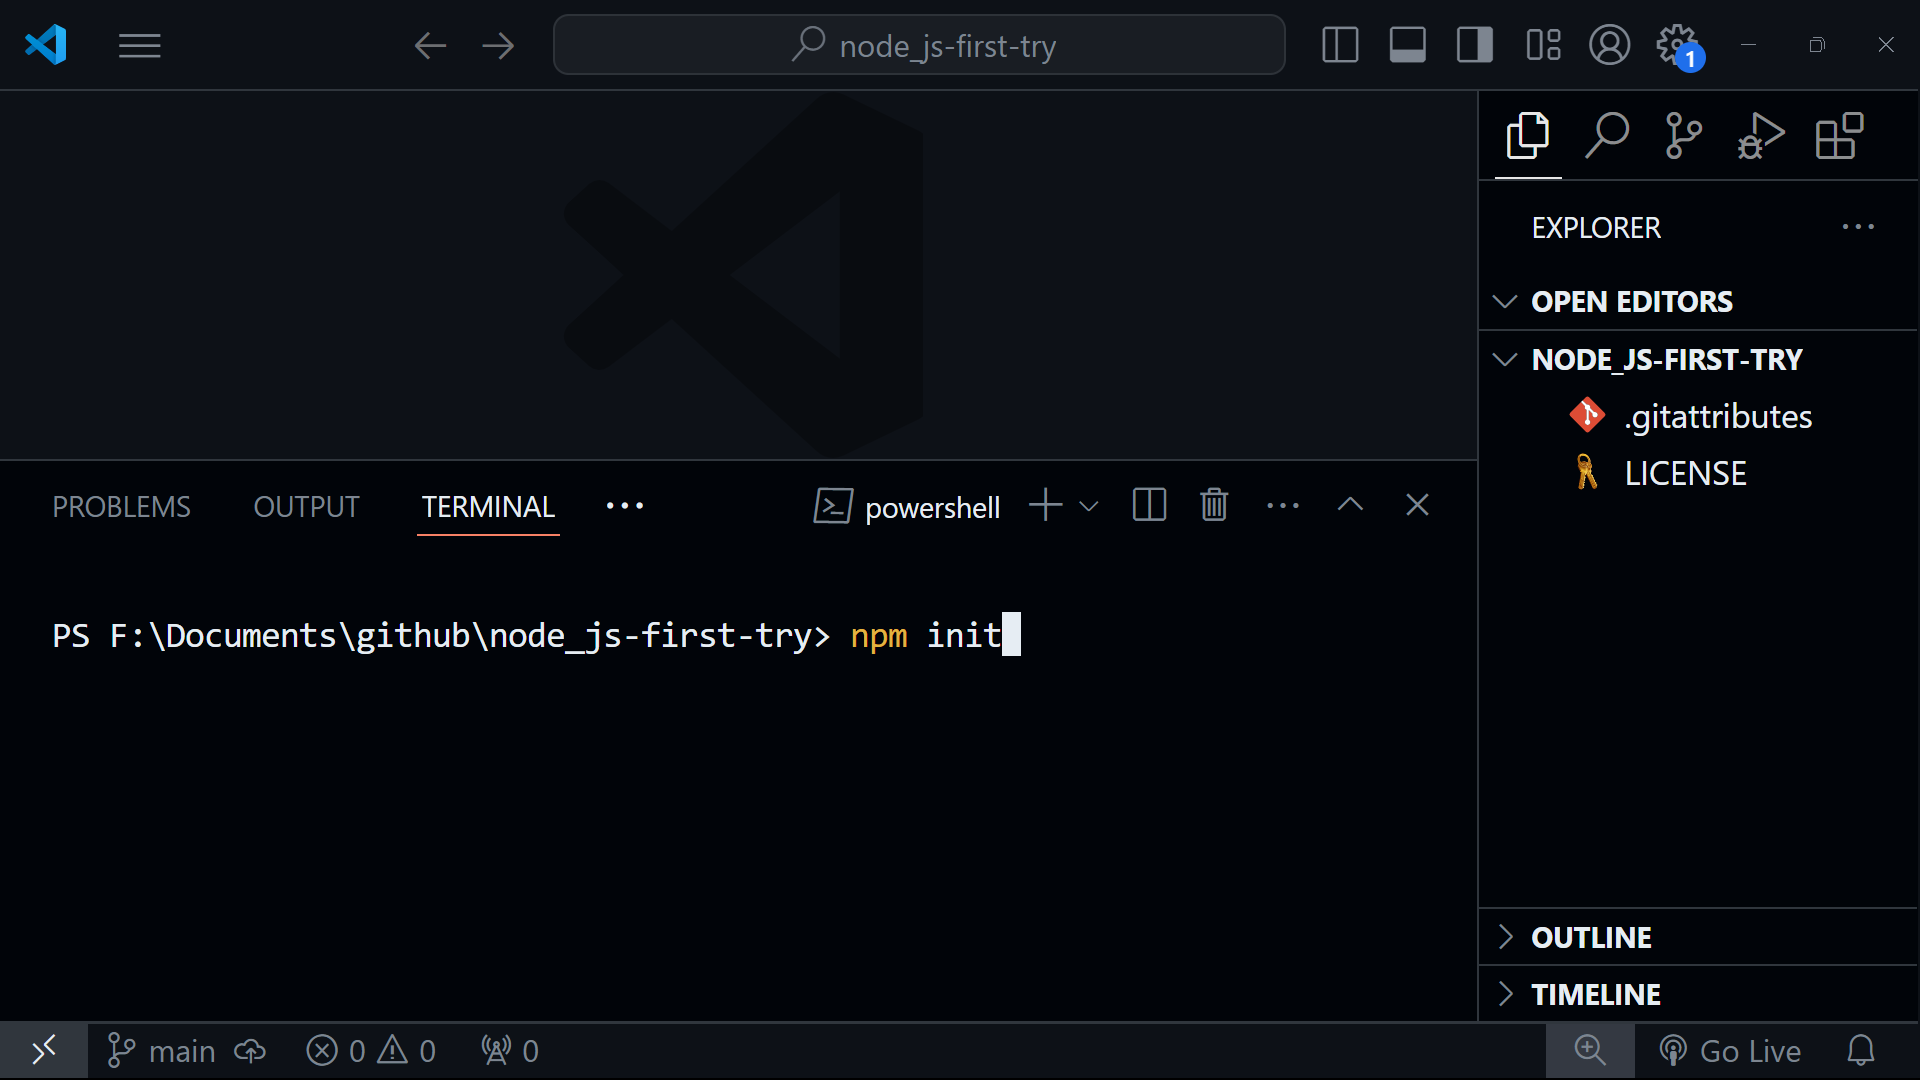 node_js-first-try
1
EXPLORER
OPEN EDITORS
NODE_JS-FIRST-TRY
.gitattributes
LICENSE
PROBLEMS OUTPUT TERMINAL powershell
PS F:\Documents\github\node_js-first-try> npm init
OUTLINE
TIMELINE
main 0 0 0 Go Live